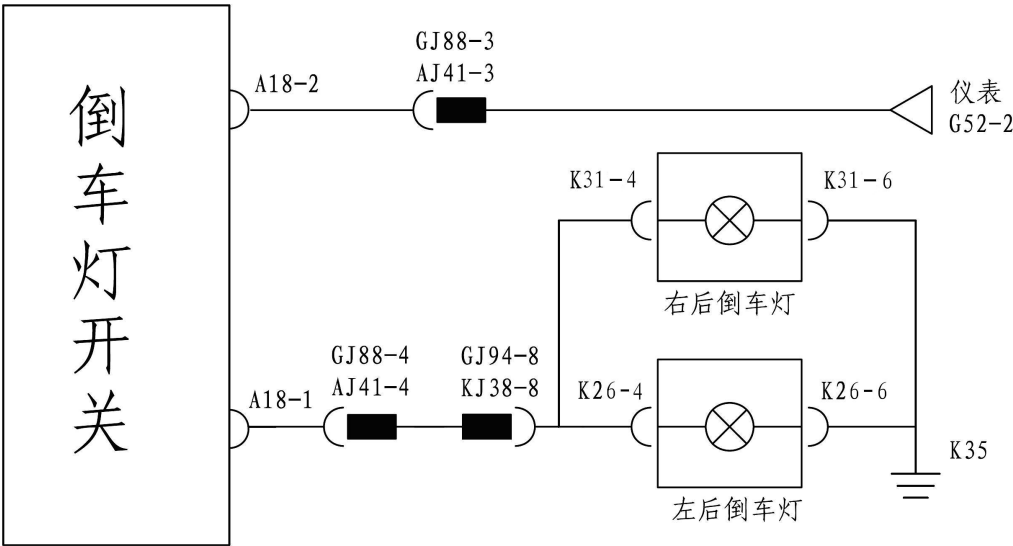 倒车灯开关
A18-2
GJ88-3
AJ41-3
仪表
G52-2
K31-4
K31-6
右后倒车灯
A18-1
GJ88-4
AJ41-4
GJ94-8
KJ38-8
K26-4
K26-6
左后倒车灯
K35